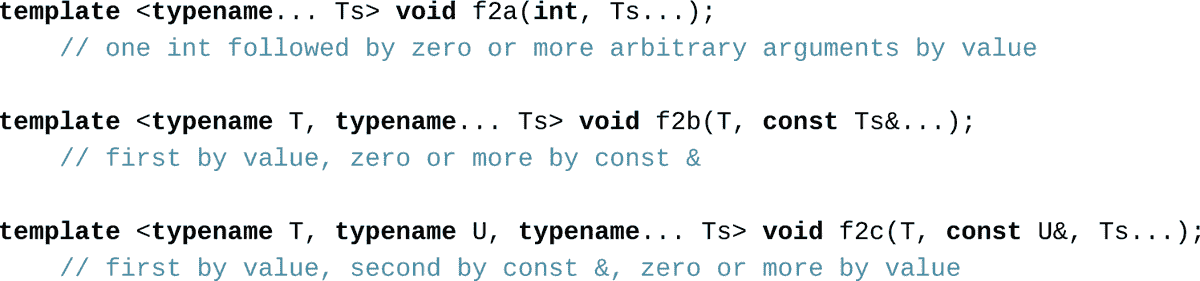 template <typename... Ts> void f2a(int, Ts...);
// one int followed by zero or more arbitrary arguments by value
template <typename T, typename... Ts> void f2b(T, const Ts&...);
// first by value, zero or more by const &
template <typename T, typename U, typename... Ts> void f2c(T, const U&, Ts...);
// first by value, second by const &, zero or more by value